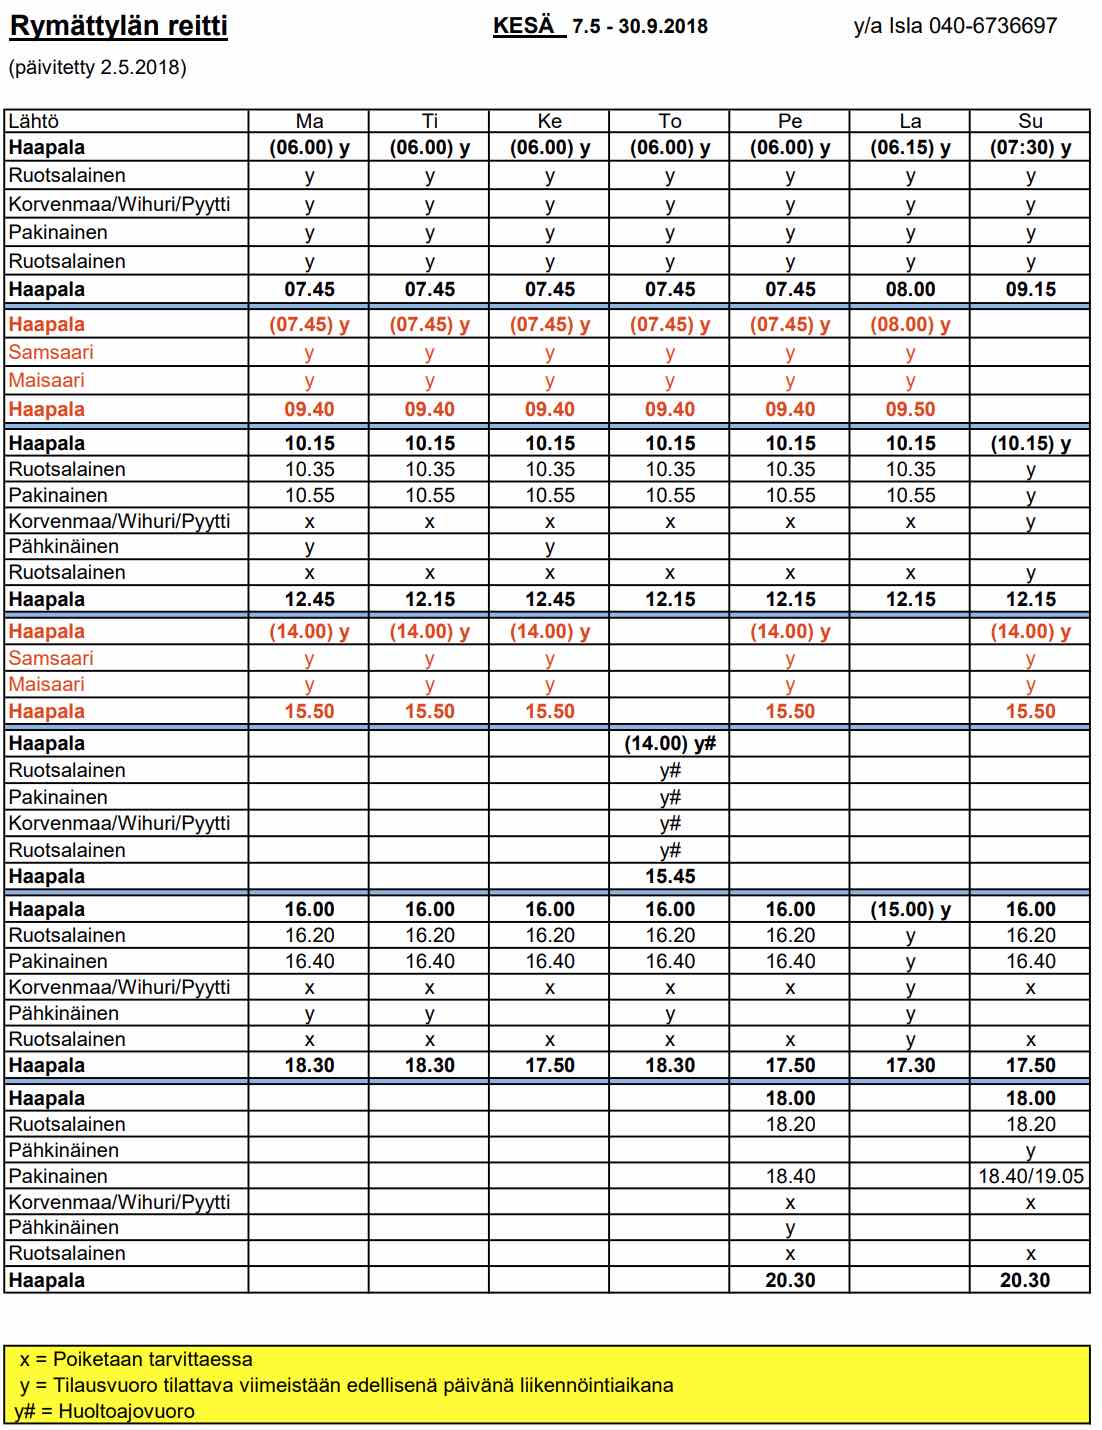 Rymättylän reitti KESÄ 7.5 - 30.9.2018 y/a Isla 040-6736697
(päivitetty 2.5.2018)
Lähtö Ma Ti Ke To Pe La Su
Haapala (06.00) y (06.00) y (06.00) y (06.00) y (06.00) y (06.15) y (07:30) y
Ruotsalainen y y y y y y y
Korvenmaa/Wihuri/Pyytti y y y y y y y
Pakinainen y y y y y y y
Ruotsalainen y y y y y y y
Haapala 07.45 07.45 07.45 07.45 07.45 08.00 09.15
Haapala (07.45) y (07.45) y (07.45) y (07.45) y (07.45) y (08.00) y
Samsaari y y y y y y
Maisaari y y y y y y
Haapala 09.40 09.40 09.40 09.40 09.40 09.50
Haapala 10.15 10.15 10.15 10.15 10.15 10.15 (10.15) y
Ruotsalainen 10.35 10.35 10.35 10.35 10.35 10.35 y
Pakinainen 10.55 10.55 10.55 10.55 10.55 10.55 y
Korvenmaa/Wihuri/Pyytti x x x x x x y
Pähkinäinen y y
Ruotsalainen x x x x x x y
Haapala 12.45 12.15 12.45 12.15 12.15 12.15 12.15
Haapala (14.00) y (14.00) y (14.00) y (14.00) y (14.00) y
Samsaari y y y y y
Maisaari y y y y y
Haapala 15.50 15.50 15.50 15.50 15.50
Haapala (14.00) y#
Ruotsalainen y#
Pakinainen y#
Korvenmaa/Wihuri/Pyytti y#
Ruotsalainen y#
Haapala 15.45
Haapala 16.00 16.00 16.00 16.00 16.00 (15.00) y 16.00
Ruotsalainen 16.20 16.20 16.20 16.20 16.20 y 16.20
Pakinainen 16.40 16.40 16.40 16.40 16.40 y 16.40
Korvenmaa/Wihuri/Pyytti x x x x x y x
Pähkinäinen y y y y
Ruotsalainen x x x x x y x
Haapala 18.30 18.30 17.50 18.30 17.50 17.30 17.50
Haapala 18.00 18.00
Ruotsalainen 18.20 18.20
Pähkinäinen y
Pakinainen 18.40 18.40/19.05
Korvenmaa/Wihuri/Pyytti x x
Pähkinäinen y
Ruotsalainen x x
Haapala 20.30 20.30
x = Poiketaan tarvittaessa
y = Tilausvuoro tilattava viimeistään edellisenä päivänä liikennöintiaikana
y# = Huoltoajovuoro